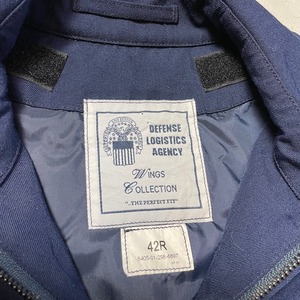 DEFENSE
LOGISTICS
AGENCY
WINGS
COLLECTION
"...THE PERFECT FIT"
42R